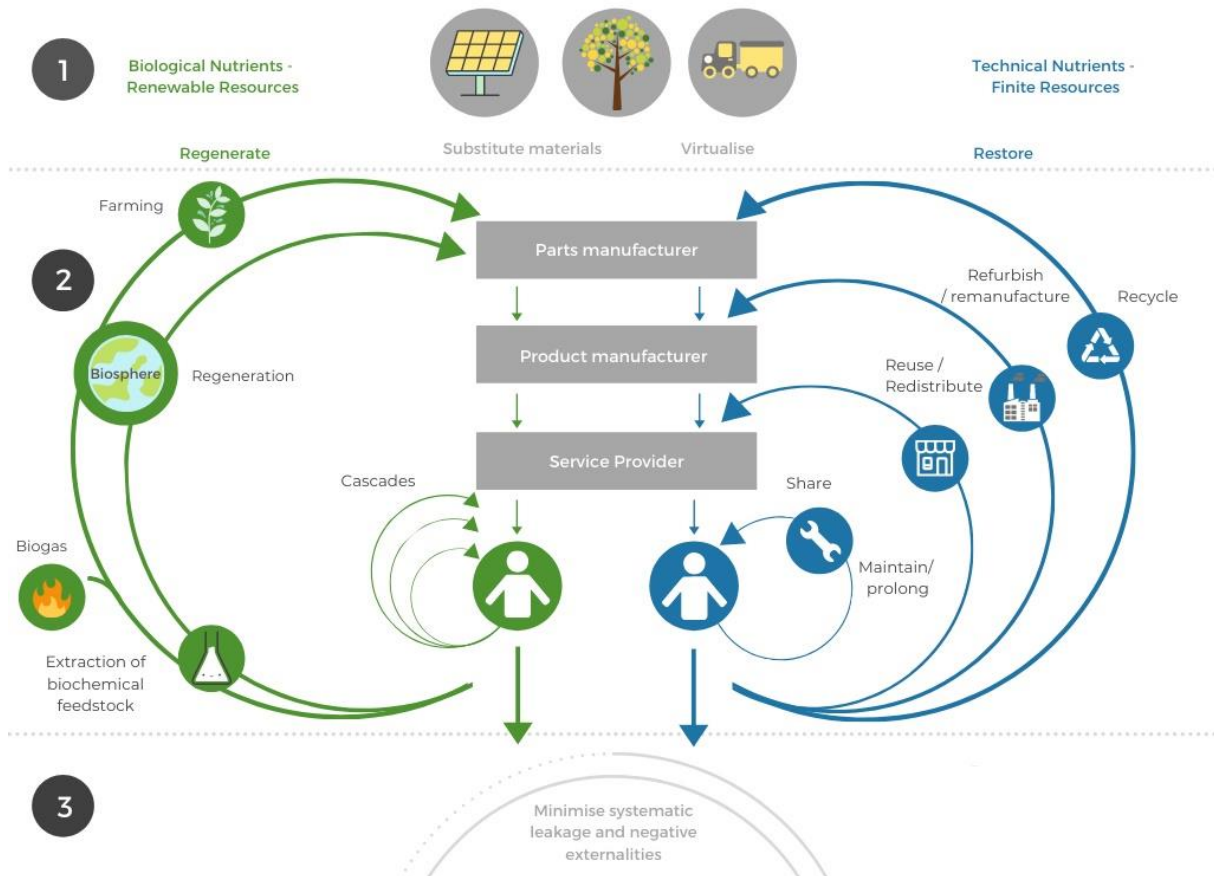 1
Biological Nutrients -
Renewable Resources
Technical Nutrients -
Finite Resources
Regenerate
Substitute materials
Virtualise
Restore
2
Farming
Parts manufacturer
Refurbish
/ remanufacture
Recycle
Biosphere
Regeneration
Product manufacturer
Reuse /
Redistribute
Service Provider
Cascades
Share
Biogas
Maintain/
prolong
Extraction of
biochemical
feedstock
3
Minimise systematic
leakage and negative
externalities